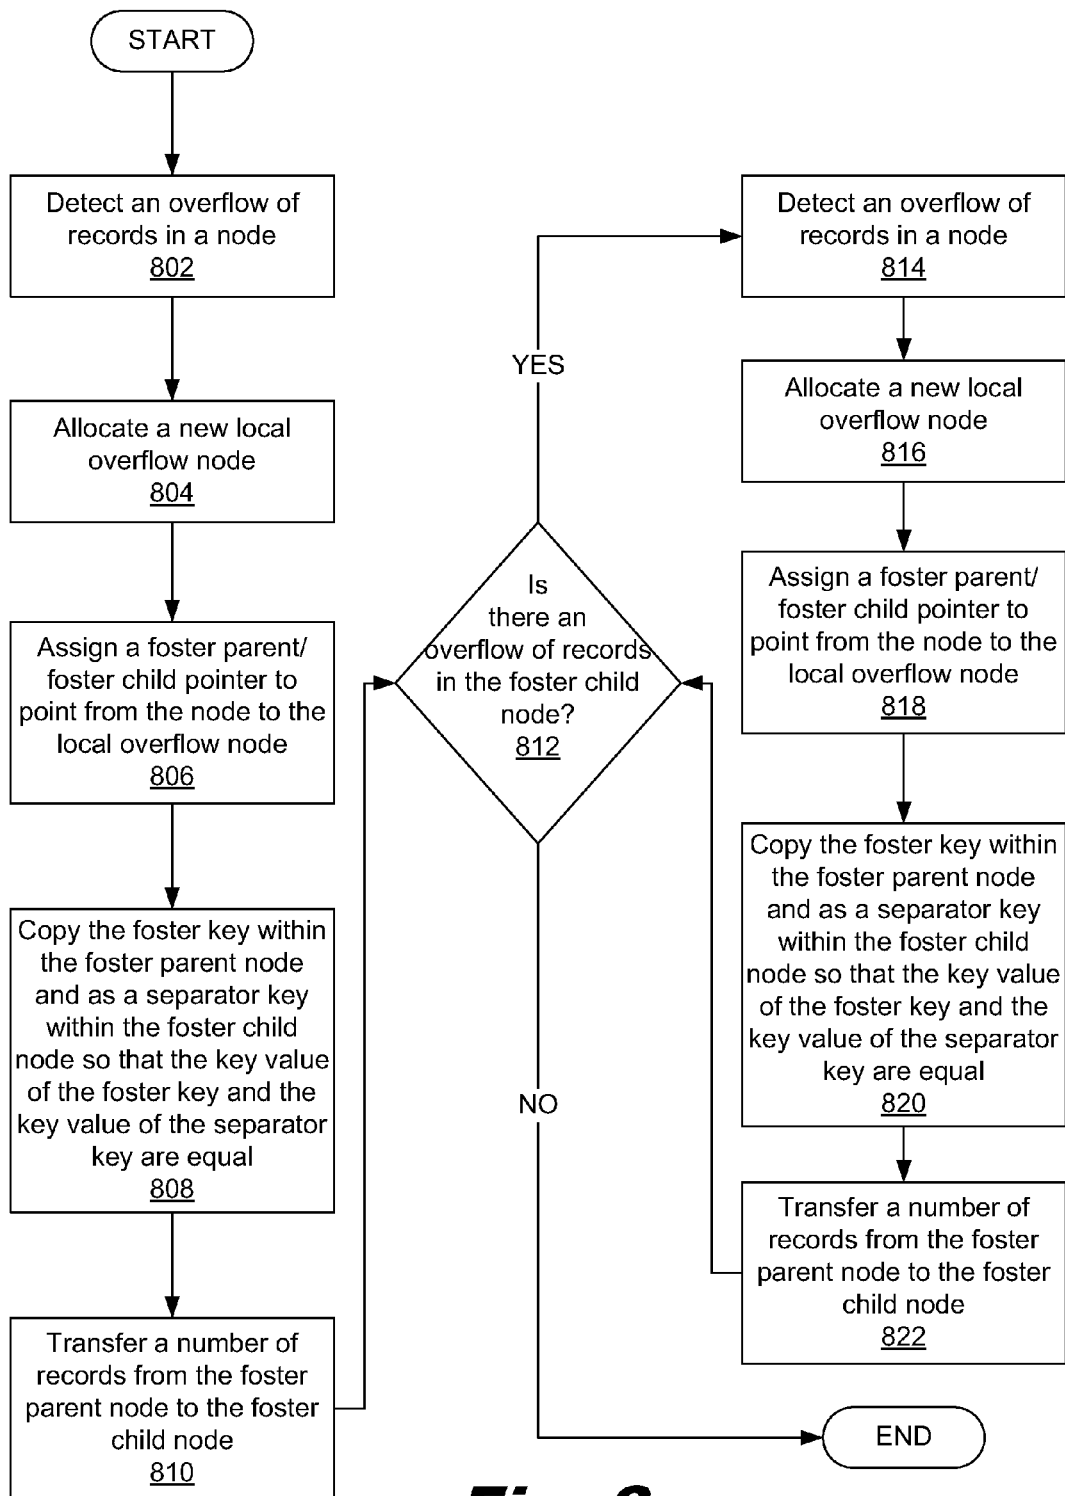 START
Detect an overflow of
records in a node
802
Allocate a new local
overflow node
804
Assign a foster parent/
foster child pointer to
point from the node to the
local overflow node
806
Copy the foster key within
the foster parent node
and as a separator key
within the foster child
node so that the key value
of the foster key and the
key value of the separator
key are equal
808
Transfer a number of
records from the foster
parent node to the foster
child node
810
Is
there an
overflow of records
in the foster child
node?
812
YES
NO
Detect an overflow of
records in a node
814
Allocate a new local
overflow node
816
Assign a foster parent/
foster child pointer to
point from the node to the
local overflow node
818
Copy the foster key within
the foster parent node
and as a separator key
within the foster child
node so that the key value
of the foster key and the
key value of the separator
key are equal
820
Transfer a number of
records from the foster
parent node to the foster
child node
822
END